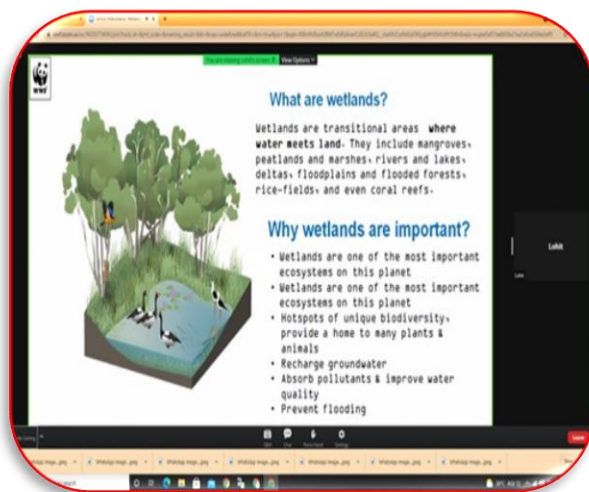 You are viewing Lohit's screen
View Options
WWF
What are wetlands?
Wetlands are transitional areas where
water meets land. They include mangroves,
peatlands and marshes, rivers and lakes,
deltas, floodplains and flooded forests,
rice-fields, and even coral reefs.
Why wetlands are important?
• Wetlands are one of the most important
ecosystems on this planet
• Wetlands are one of the most important
ecosystems on this planet
• Hotspots of unique biodiversity,
provide a home to many plants &
animals
• Recharge groundwater
• Absorb pollutants & improve water
quality
• Prevent flooding
Lohit
Chat
Raise Hand
Settings
Leave